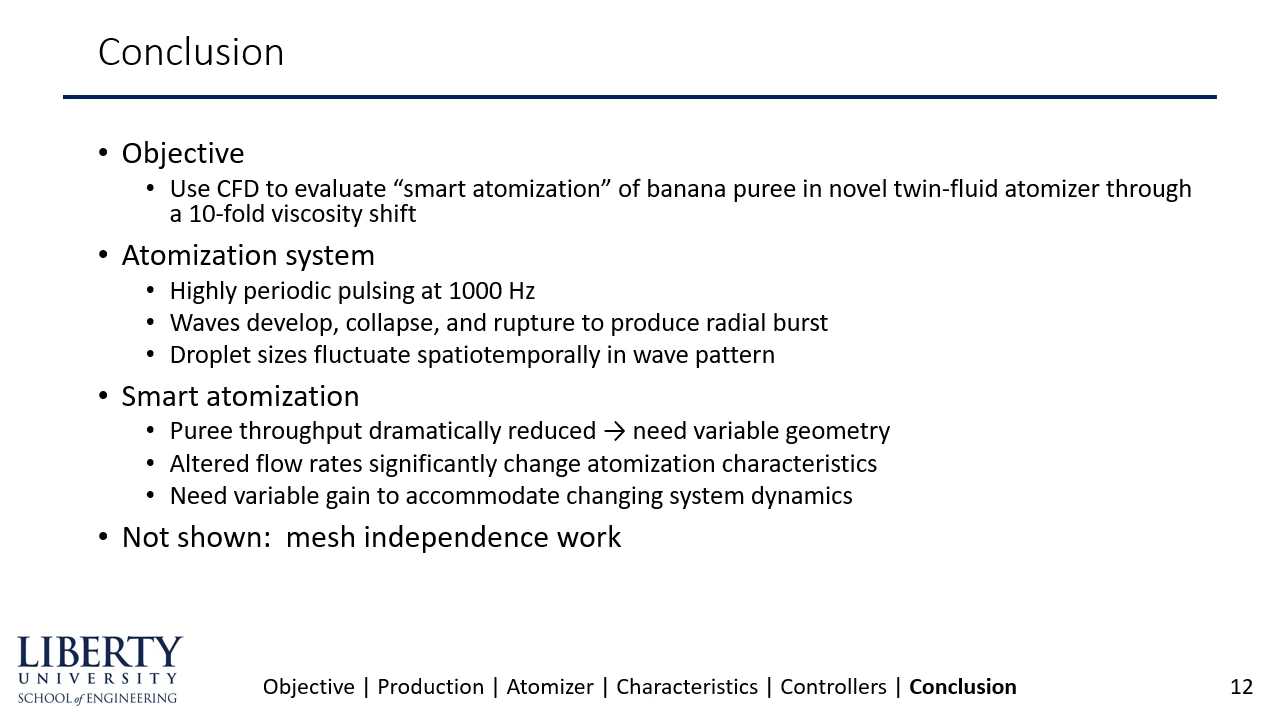 Conclusion
• Objective
• Use CFD to evaluate “smart atomization” of banana puree in novel twin-fluid atomizer through
a 10-fold viscosity shift
• Atomization system
• Highly periodic pulsing at 1000 Hz
• Waves develop, collapse, and rupture to produce radial burst
• Droplet sizes fluctuate spatiotemporally in wave pattern
• Smart atomization
• Puree throughput dramatically reduced → need variable geometry
• Altered flow rates significantly change atomization characteristics
• Need variable gain to accommodate changing system dynamics
• Not shown:  mesh independence work
LIBERTY
UNIVERSITY
SCHOOL of ENGINEERING
Objective | Production | Atomizer | Characteristics | Controllers | Conclusion
12